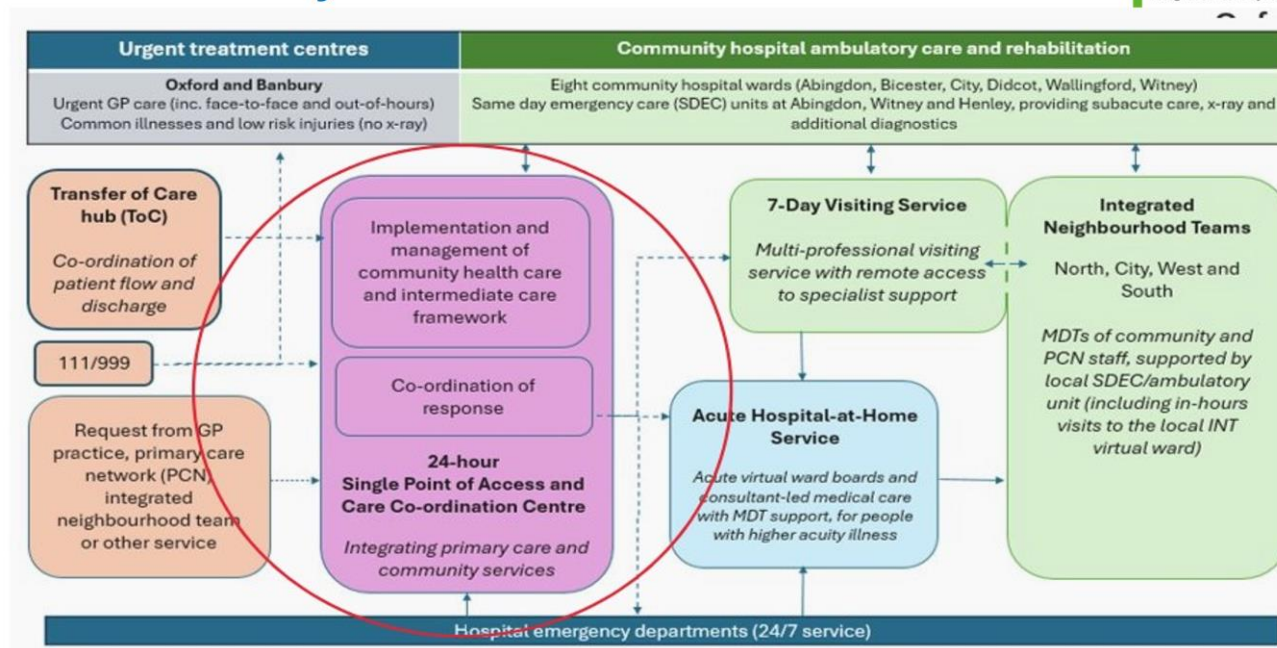 Urgent treatment centres
Community hospital ambulatory care and rehabilitation
Oxford and Banbury
Urgent GP care (inc. face-to-face and out-of-hours)
Common illnesses and low risk injuries (no x-ray)
Eight community hospital wards (Abingdon, Bicester, City, Didcot, Wallingford, Witney)
Same day emergency care (SDEC) units at Abingdon, Witney and Henley, providing subacute care, x-ray and
additional diagnostics
Transfer of Care
hub (ToC)
Co-ordination of
patient flow and
discharge
111/999
Request from GP
practice, primary care
network (PCN)
integrated
neighbourhood team
or other service
Implementation and
management of
community health care
and intermediate care
framework
Co-ordination of
response
24-hour
Single Point of Access and
Care Co-ordination Centre
Integrating primary care and
community services
7-Day Visiting Service
Multi-professional visiting
service with remote access
to specialist support
Acute Hospital-at-Home
Service
Acute virtual ward boards and
consultant-led medical care
with MDT support, for people
with higher acuity illness
Integrated
Neighbourhood Teams
North, City, West and
South
MDTs of community and
PCN staff, supported by
local SDEC/ambulatory
unit (including in-hours
visits to the local INT
virtual ward)
Hospital emergency departments (24/7 service)